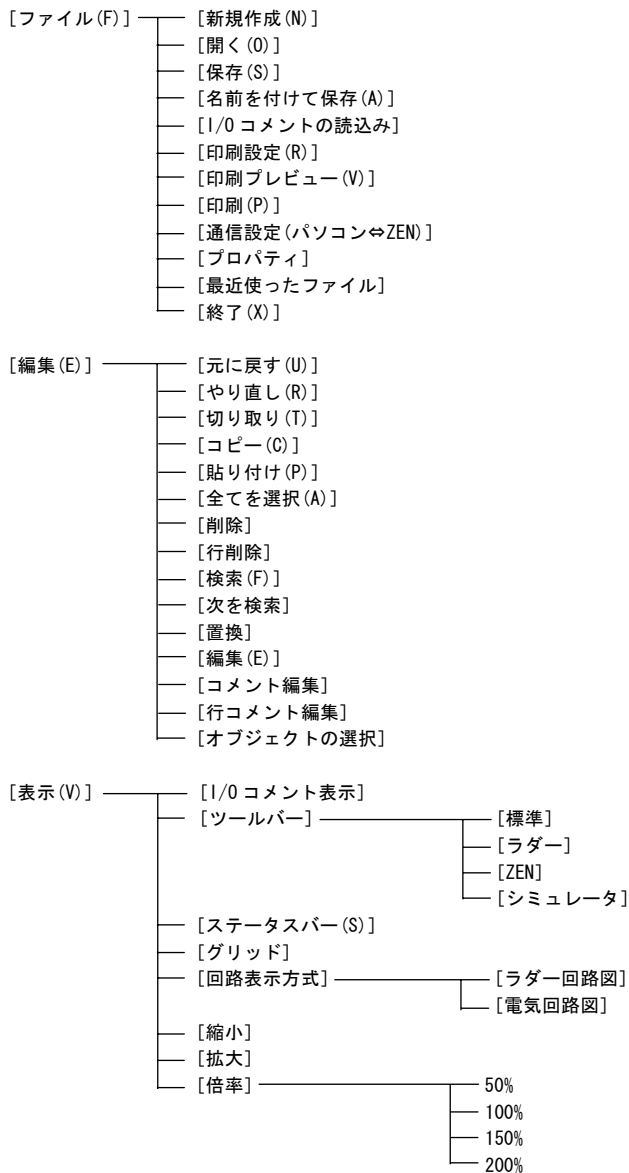 [ファイル(F)] [新規作成(N)]
[開く(O)]
[保存(S)]
[名前を付けて保存(A)]
[I/Oコメントの読込み]
[印刷設定(R)]
[印刷プレビュー(V)]
[印刷(P)]
[通信設定(パソコン⇔ZEN)]
[プロパティ]
[最近使ったファイル]
[終了(X)]
[編集(E)] [元に戻す(U)]
[やり直し(R)]
[切り取り(T)]
[コピー(C)]
[貼り付け(P)]
[全てを選択(A)]
[削除]
[行削除]
[検索(F)]
[次を検索]
[置換]
[編集(E)]
[コメント編集]
[行コメント編集]
[オブジェクトの選択]
[表示(V)] [I/Oコメント表示]
[ツールバー] [標準]
[ラダー]
[ZEN]
[シミュレータ]
[ステータスバー(S)]
[グリッド]
[回路表示方式] [ラダー回路図]
[電気回路図]
[縮小]
[拡大]
[倍率] 50%
100%
150%
200%